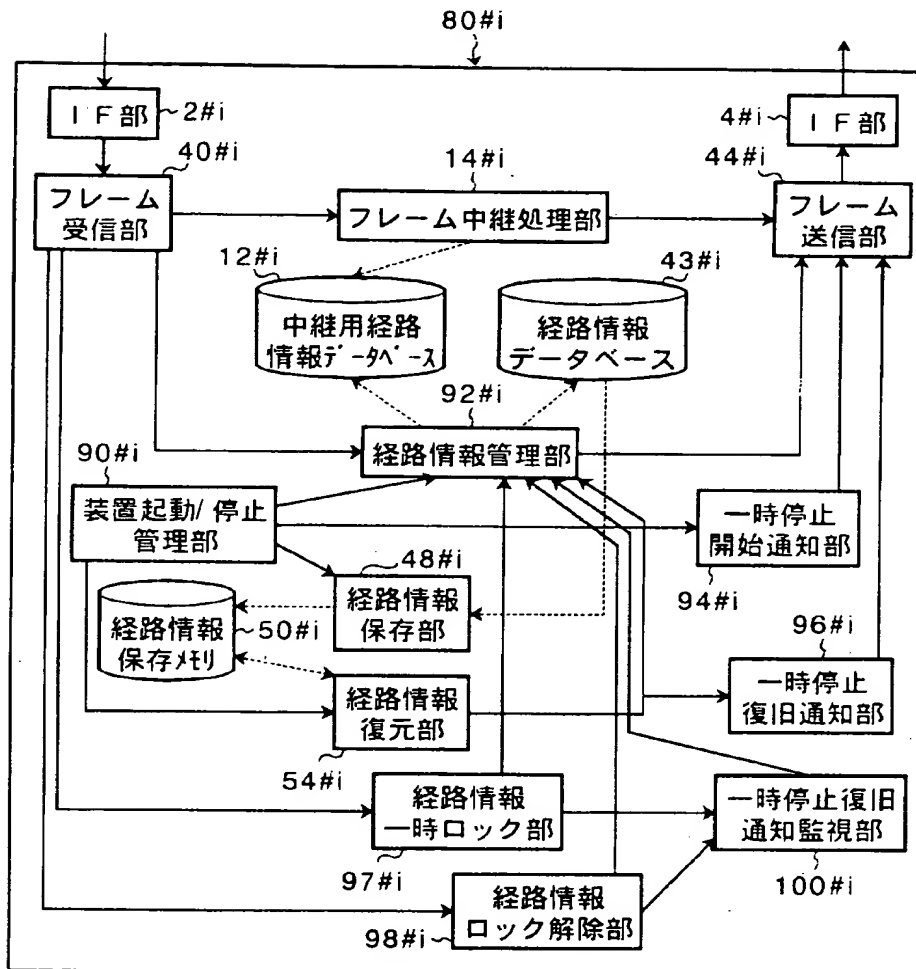 80#i
IF部
2#i
4#i
IF部
40#i
14#i
44#i
フレーム
受信部
フレーム中継処理部
フレーム
送信部
12#i
43#i
中継用経路
情報ﾃﾞｰﾀﾍﾞｰｽ
経路情報
データベース
92#i
経路情報管理部
90#i
装置起動/停止
管理部
一時停止
開始通知部
94#i
48#i
経路情報
保存部
経路情報
保存ﾒﾓﾘ
50#i
96#i
一時停止
復旧通知部
経路情報
復元部
54#i
経路情報
一時ロック部
97#i
一時停止復旧
通知監視部
100#i
経路情報
ロック解除部
98#i